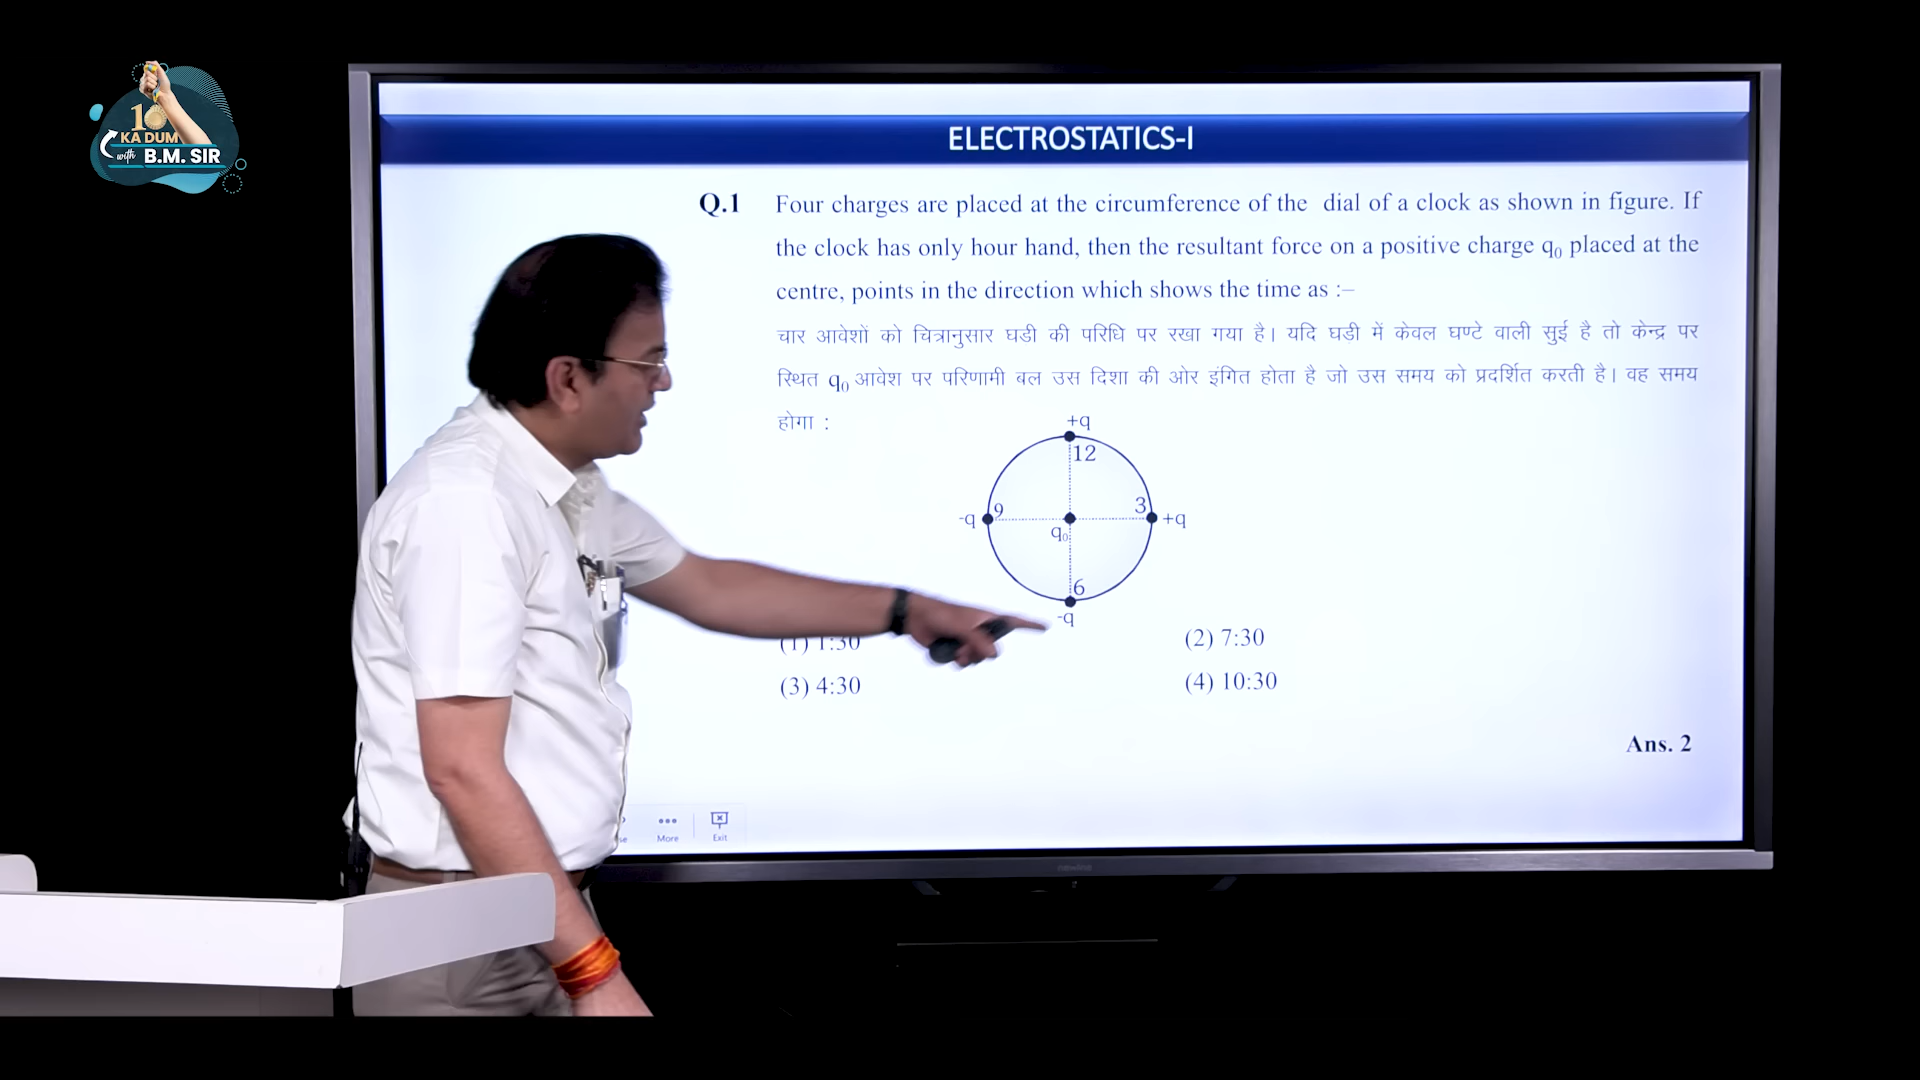 10
KA DUM
with B.M. SIR
ELECTROSTATICS-I
Q.1 Four charges are placed at the circumference of the dial of a clock as shown in figure. If
the clock has only hour hand, then the resultant force on a positive charge q₀ placed at the
centre, points in the direction which shows the time as :–
चार आवेशों को चित्रानुसार घडी की परिधि पर रखा गया है। यदि घड़ी में केवल घण्टे वाली सुई है तो केन्द्र पर
स्थित q₀ आवेश पर परिणामी बल उस दिशा की ओर इंगित होता है जो उस समय को प्रदर्शित करती है। वह समय
होगा :
+q
12
-q 9 3 +q
q₀
6
-q
(1) 1:30 (2) 7:30
(3) 4:30 (4) 10:30
Ans. 2
More Exit